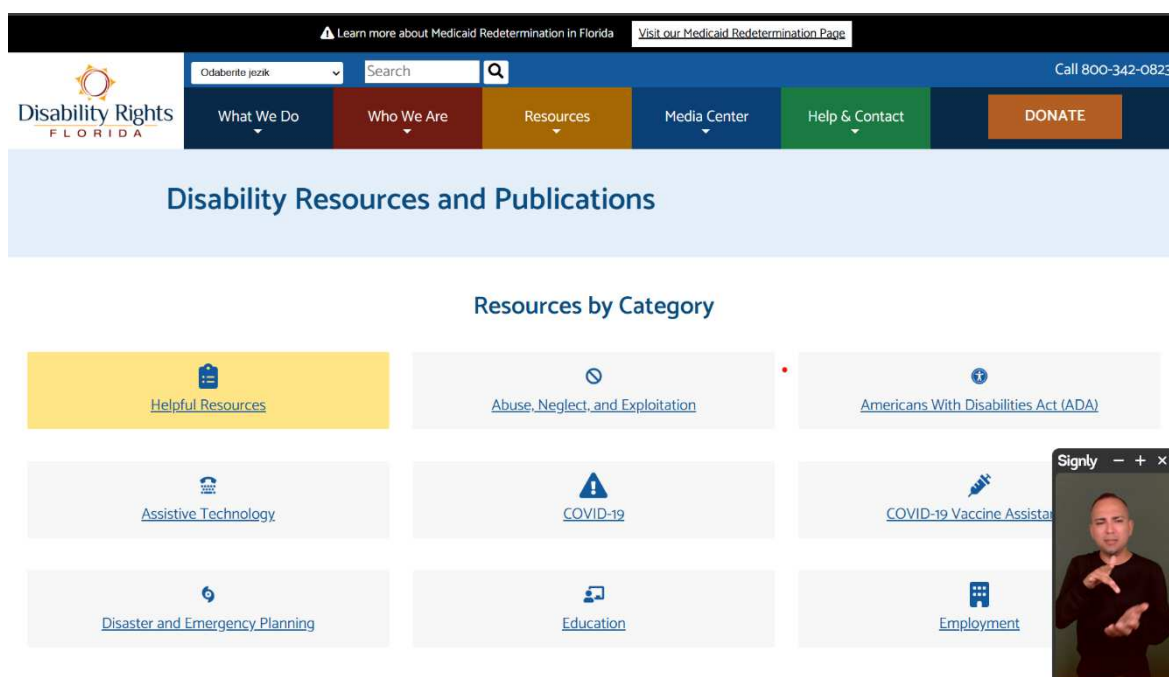 Learn more about Medicaid Redetermination in Florida Visit our Medicaid Redetermination Page
Odaberite jezik Search Call 800-342-0823
Disability Rights
FLORIDA
What We Do Who We Are Resources Media Center Help & Contact DONATE
Disability Resources and Publications
Resources by Category
Helpful Resources Abuse, Neglect, and Exploitation Americans With Disabilities Act (ADA)
Signly
Assistive Technology COVID-19 COVID-19 Vaccine
Disaster and Emergency Planning Education Employment